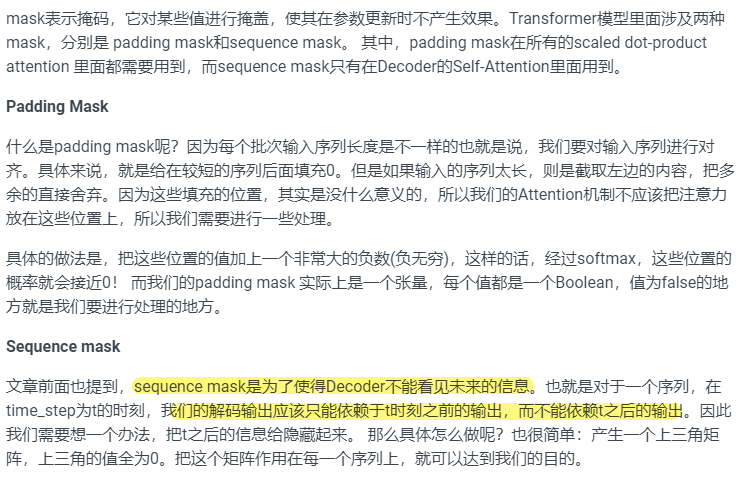 mask表示掩码，它对某些值进行掩盖，使其在参数更新时不产生效果。Transformer模型里面涉及两种
mask，分别是 padding mask和sequence mask。 其中，padding mask在所有的scaled dot-product
attention 里面都需要用到，而sequence mask只有在Decoder的Self-Attention里面用到。
Padding Mask
什么是padding mask呢？因为每个批次输入序列长度是不一样的也就是说，我们要对输入序列进行对
齐。具体来说，就是给在较短的序列后面填充0。但是如果输入的序列太长，则是截取左边的内容，把多
余的直接舍弃。因为这些填充的位置，其实是没什么意义的，所以我们的Attention机制不应该把注意力
放在这些位置上，所以我们需要进行一些处理。
具体的做法是，把这些位置的值加上一个非常大的负数(负无穷)，这样的话，经过softmax，这些位置的
概率就会接近0！ 而我们的padding mask 实际上是一个张量，每个值都是一个Boolean，值为false的地
方就是我们要进行处理的地方。
Sequence mask
文章前面也提到，sequence mask是为了使得Decoder不能看见未来的信息。也就是对于一个序列，在
time_step为t的时刻，我们的解码输出应该只能依赖于t时刻之前的输出，而不能依赖t之后的输出。因此
我们需要想一个办法，把t之后的信息给隐藏起来。 那么具体怎么做呢？也很简单：产生一个上三角矩
阵，上三角的值全为0。把这个矩阵作用在每一个序列上，就可以达到我们的目的。